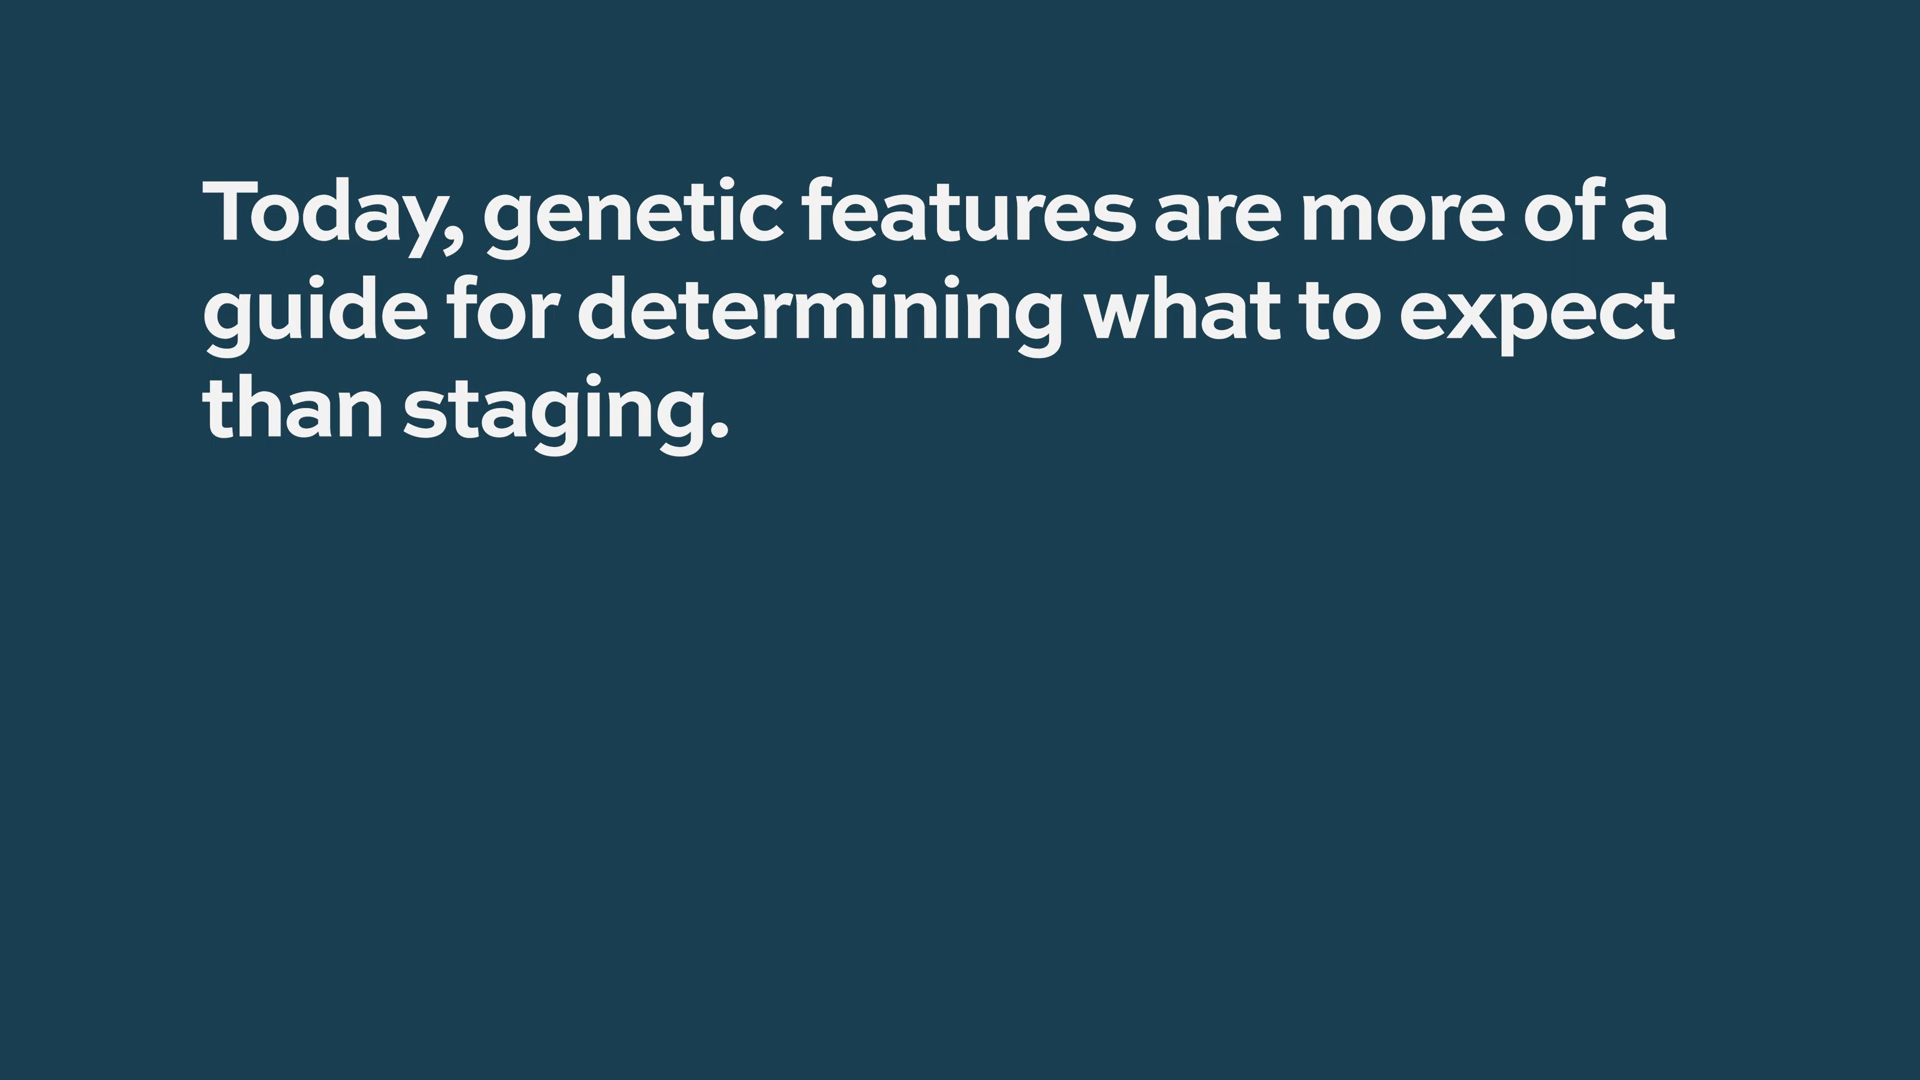 Today, genetic features are more of a
guide for determining what to expect
than staging.